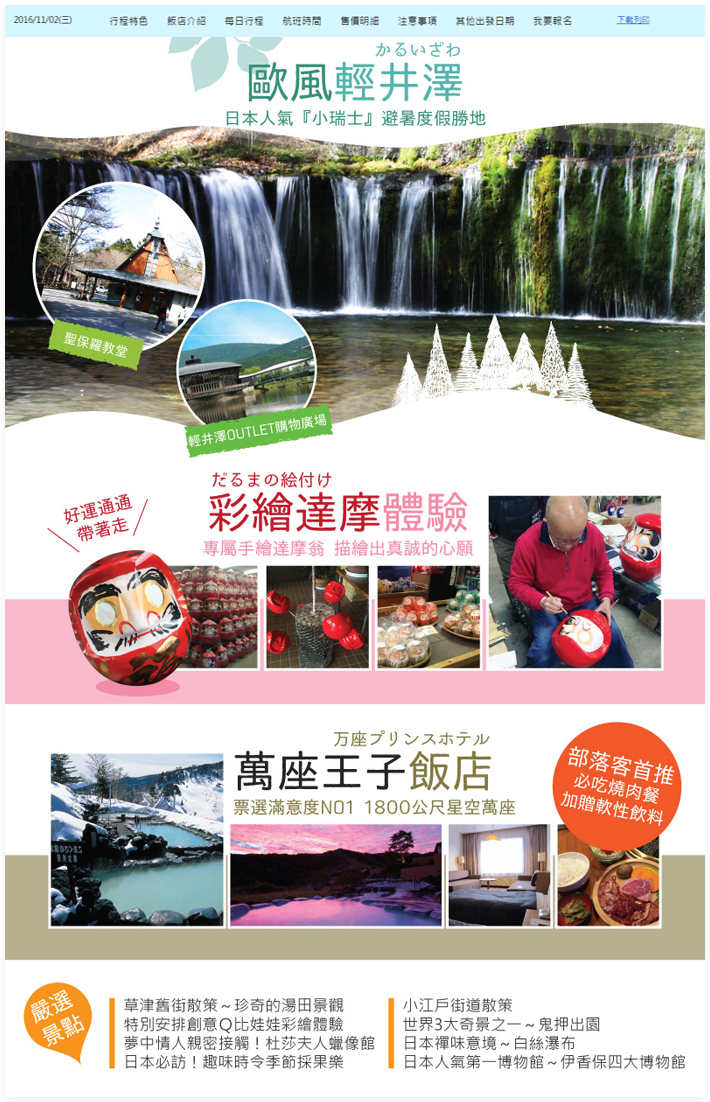 2016/11/02(三) 行程特色 飯店介紹 每日行程 航班時間 售價明細 注意事項 其他出發日期 我要報名 下載列印
かるいざわ
歐風輕井澤
日本人氣『小瑞士』避暑度假勝地
聖保羅教堂
輕井澤OUTLET購物廣場
だるまの絵付け
彩繪達摩體驗
專屬手繪達摩翁 描繪出真誠的心願
好運通通
帶著走
万座プリンスホテル
萬座王子飯店
票選滿意度NO1 1800公尺星空萬座
部落客首推
必吃燒肉餐
加贈軟性飲料
嚴選
景點
草津舊街散策～珍奇的湯田景觀
特別安排創意Q比娃娃彩繪體驗
夢中情人親密接觸！杜莎夫人蠟像館
日本必訪！趣味時令季節採果樂
小江戶街道散策
世界3大奇景之一～鬼押出園
日本禪味意境～白絲瀑布
日本人氣第一博物館～伊香保四大博物館